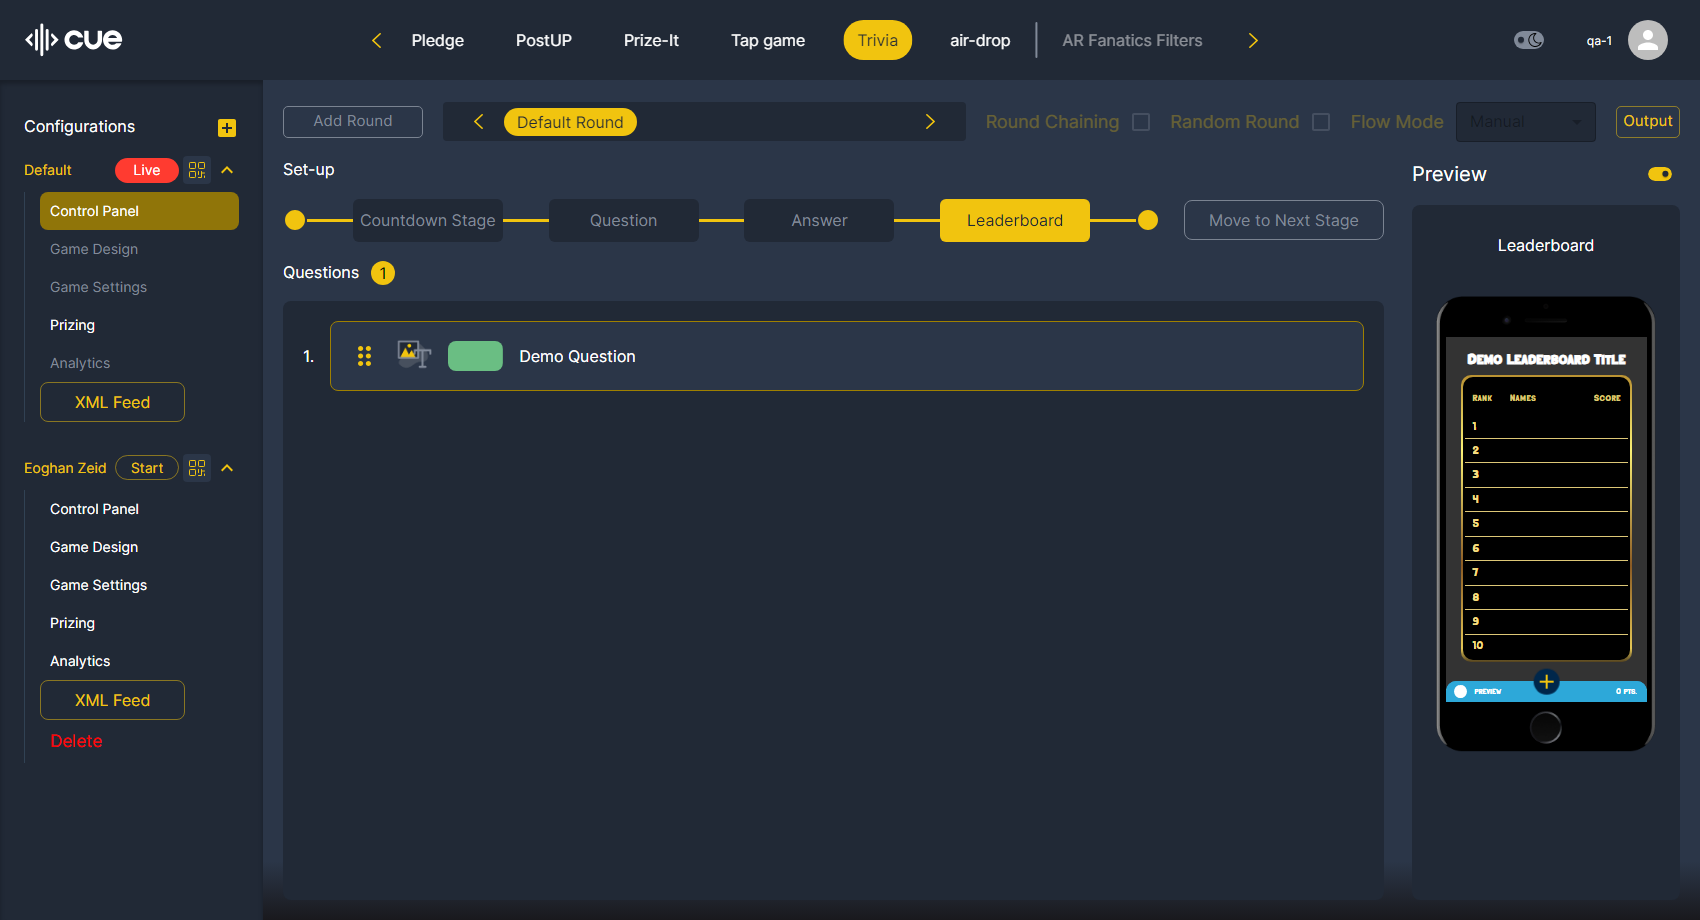 cue
Pledge
PostUP
Prize-It
Tap game
Trivia
air-drop
AR Fanatics Filters
qa-1
Configurations
Default
Live
Control Panel
Game Design
Game Settings
Prizing
Analytics
XML Feed
Eoghan Zeid
Start
Control Panel
Game Design
Game Settings
Prizing
Analytics
XML Feed
Delete
Add Round
Default Round
Round Chaining
Random Round
Flow Mode
Manual
Output
Set-up
Countdown Stage
Question
Answer
Leaderboard
Move to Next Stage
Questions
1
1.
T
Demo Question
Preview
Leaderboard
Demo Leaderboard Title
Rank Names Score
1
2
3
4
5
6
7
8
9
10
PREVIEW
0 PTS.